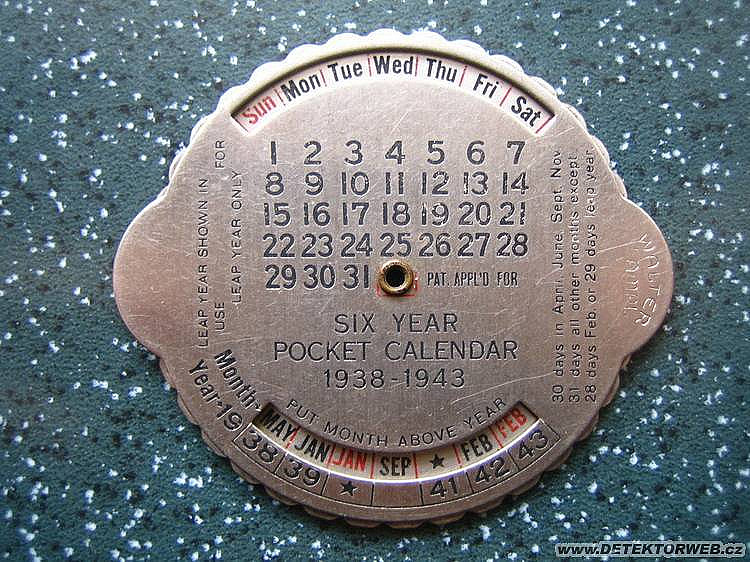 Sun Mon Tue Wed Thu Fri Sat
1 2 3 4 5 6 7
8 9 10 11 12 13 14
15 16 17 18 19 20 21
22 23 24 25 26 27 28
29 30 31 PAT. APPL'D FOR
SIX YEAR
POCKET CALENDAR
1938-1943
PUT MONTH ABOVE YEAR
LEAP YEAR SHOWN IN FOR
USE LEAP YEAR ONLY
30 days in April. June. Sept. Nov.
31 days all other months except
28 days Feb. or 29 days leap year.
WALTER
Month- MAY JAN JAN SEP ★ FEB FEB
Year-19 38 39 ★ 41 42 43
www.DETEKTORWEB.cz